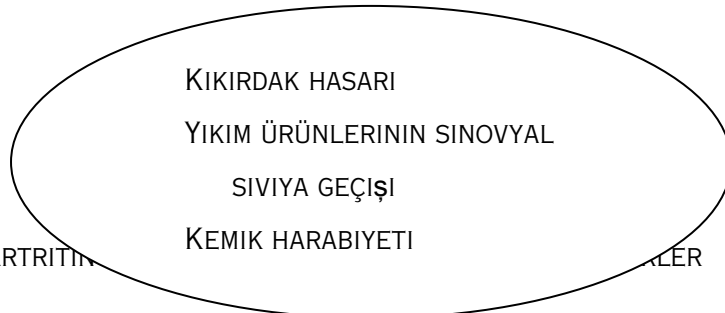 KIKIRDAK HASARI
YIKIM ÜRÜNLERININ SINOVYAL
SIVIYA GEÇIŞI
KEMIK HARABIYETI